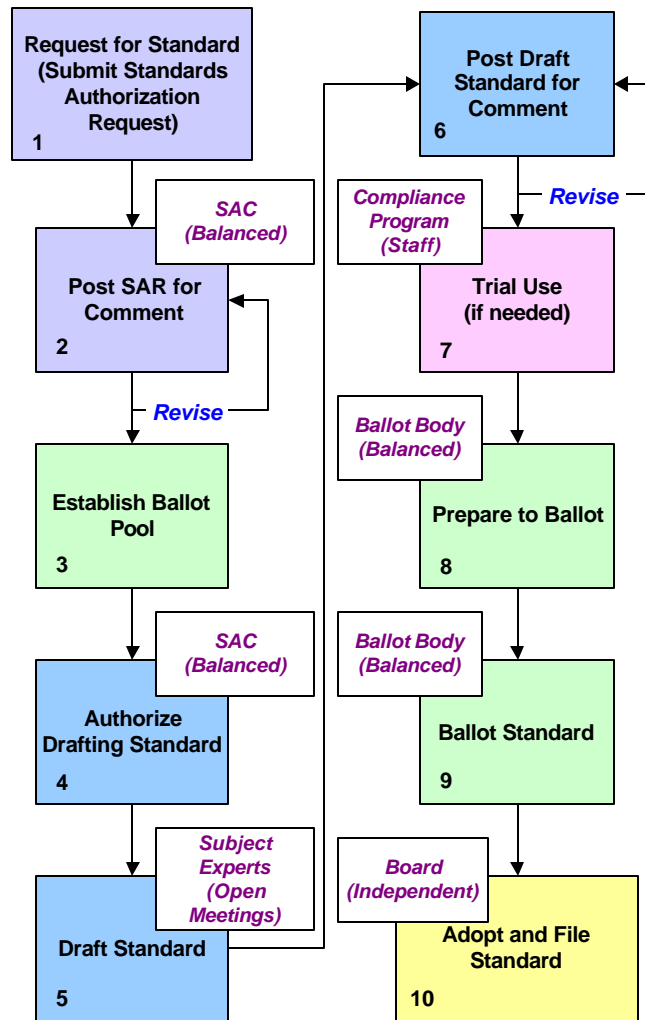 Request for Standard
(Submit Standards
Authorization
Request)
1
SAC
(Balanced)
Post SAR for
Comment
2
Revise
Establish Ballot
Pool
3
SAC
(Balanced)
Authorize
Drafting Standard
4
Subject
Experts
(Open
Meetings)
Draft Standard
5
Post Draft
Standard for
Comment
6
Revise
Compliance
Program
(Staff)
Trial Use
(if needed)
7
Ballot Body
(Balanced)
Prepare to Ballot
8
Ballot Body
(Balanced)
Ballot Standard
9
Board
(Independent)
Adopt and File
Standard
10